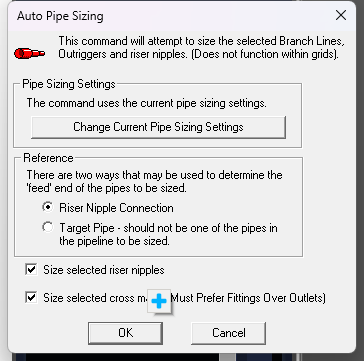 Auto Pipe Sizing
This command will attempt to size the selected Branch Lines,
Outriggers and riser nipples. (Does not function within grids).
Pipe Sizing Settings
The command uses the current pipe sizing settings.
Change Current Pipe Sizing Settings
Reference
There are two ways that may be used to determine the
'feed' end of the pipes to be sized.
Riser Nipple Connection
Target Pipe - should not be one of the pipes in
the pipeline to be sized.
Size selected riser nipples
Size selected cross Must Prefer Fittings Over Outlets)
OK
Cancel